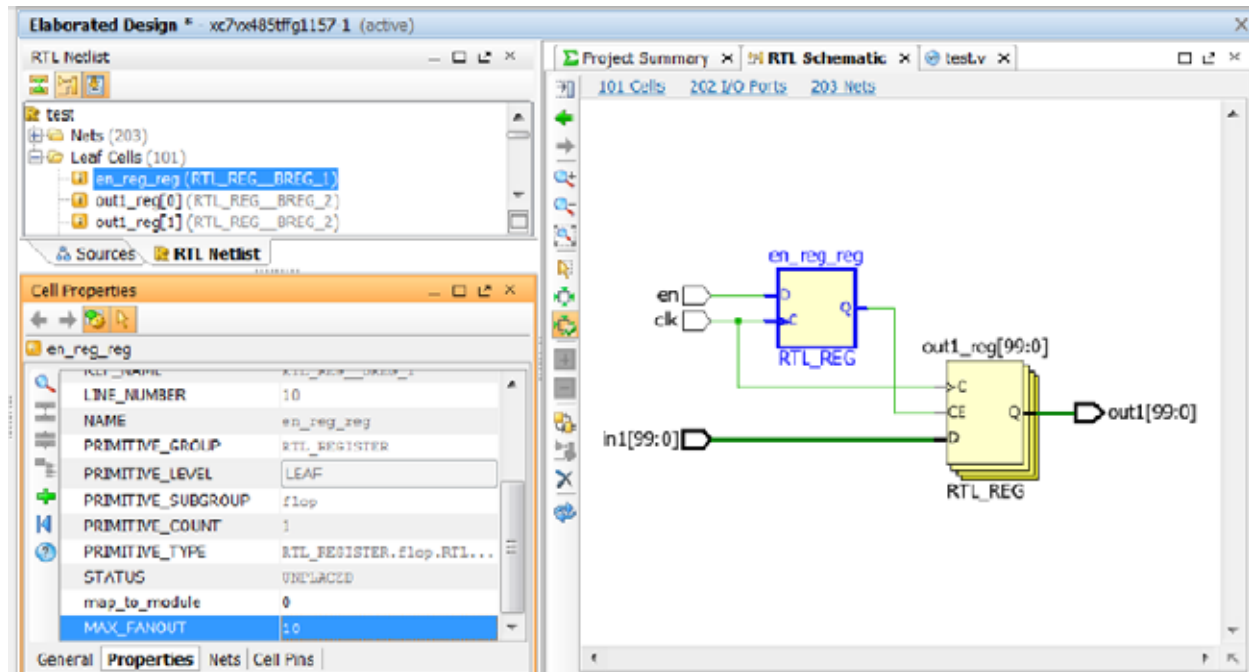 Elaborated Design * - xc7vx485tffg1157-1 (active)
RTL Netlist
test
Nets (203)
Leaf Cells (101)
en_reg_reg (RTL_REG__BREG_1)
out1_reg[0] (RTL_REG__BREG_2)
out1_reg[1] (RTL_REG__BREG_2)
Sources RTL Netlist
Cell Properties
en_reg_reg
REF_NAME RTL_REG__BREG_1
LINE_NUMBER 10
NAME en_reg_reg
PRIMITIVE_GROUP RTL_REGISTER
PRIMITIVE_LEVEL LEAF
PRIMITIVE_SUBGROUP flop
PRIMITIVE_COUNT 1
PRIMITIVE_TYPE RTL_REGISTER.flop.RTL...
STATUS UNPLACED
map_to_module 0
MAX_FANOUT 10
General Properties Nets Cell Pins
Project Summary RTL Schematic test.v
101 Cells 202 I/O Ports 203 Nets
en_reg_reg
en D Q
clk C
RTL_REG
out1_reg[99:0]
C
CE Q out1[99:0]
in1[99:0] D
RTL_REG